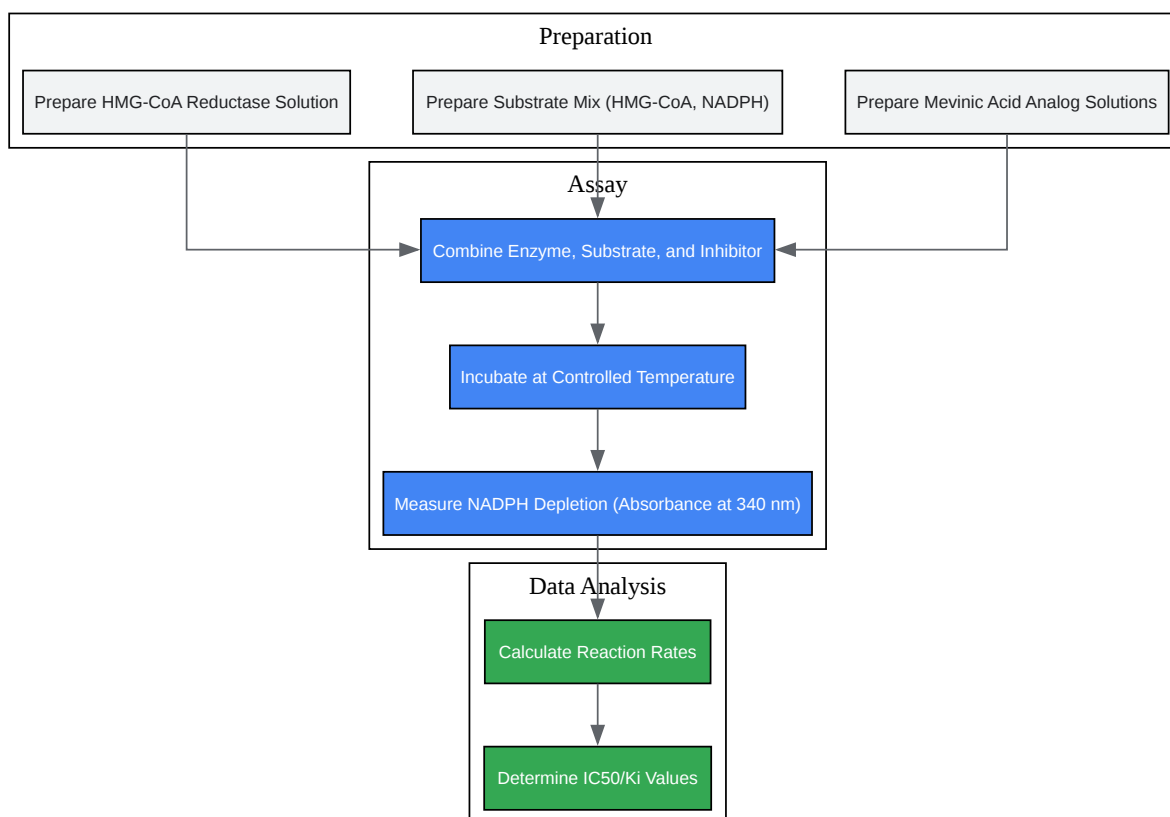 Preparation
Prepare HMG-CoA Reductase Solution
Prepare Substrate Mix (HMG-CoA, NADPH)
Prepare Mevinic Acid Analog Solutions
Assay
Combine Enzyme, Substrate, and Inhibitor
Incubate at Controlled Temperature
Measure NADPH Depletion (Absorbance at 340 nm)
Data Analysis
Calculate Reaction Rates
Determine IC50/Ki Values